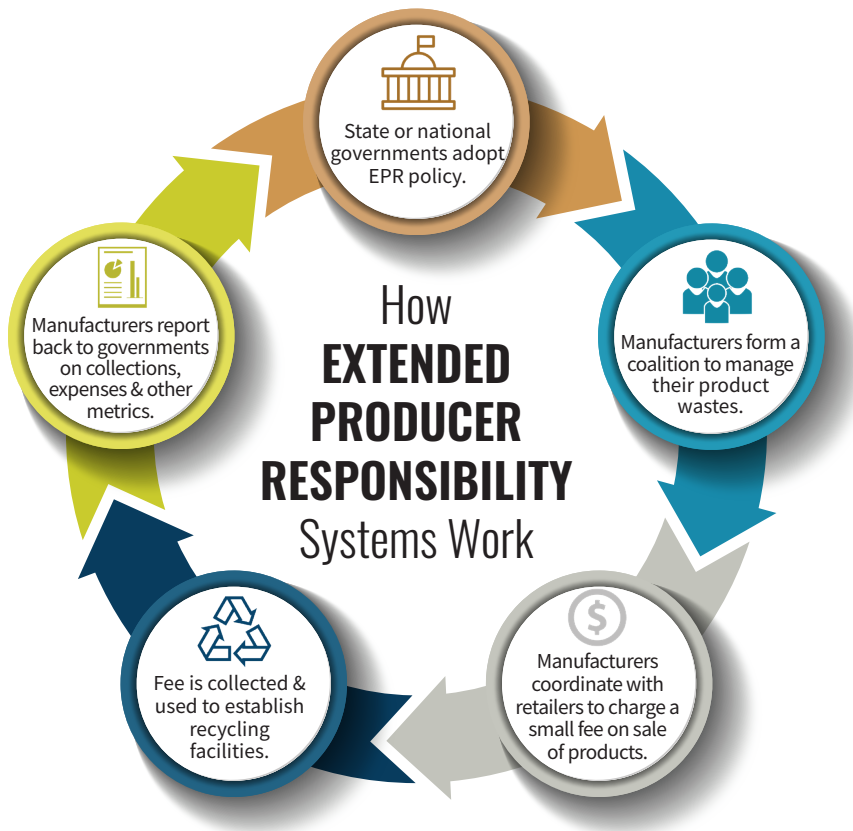 How
EXTENDED
PRODUCER
RESPONSIBILITY
Systems Work
State or national
governments adopt
EPR policy.
Manufacturers form a
coalition to manage
their product
wastes.
$
Manufacturers
coordinate with
retailers to charge a
small fee on sale
of products.
Fee is collected &
used to establish
recycling
facilities.
Manufacturers report
back to governments
on collections,
expenses & other
metrics.